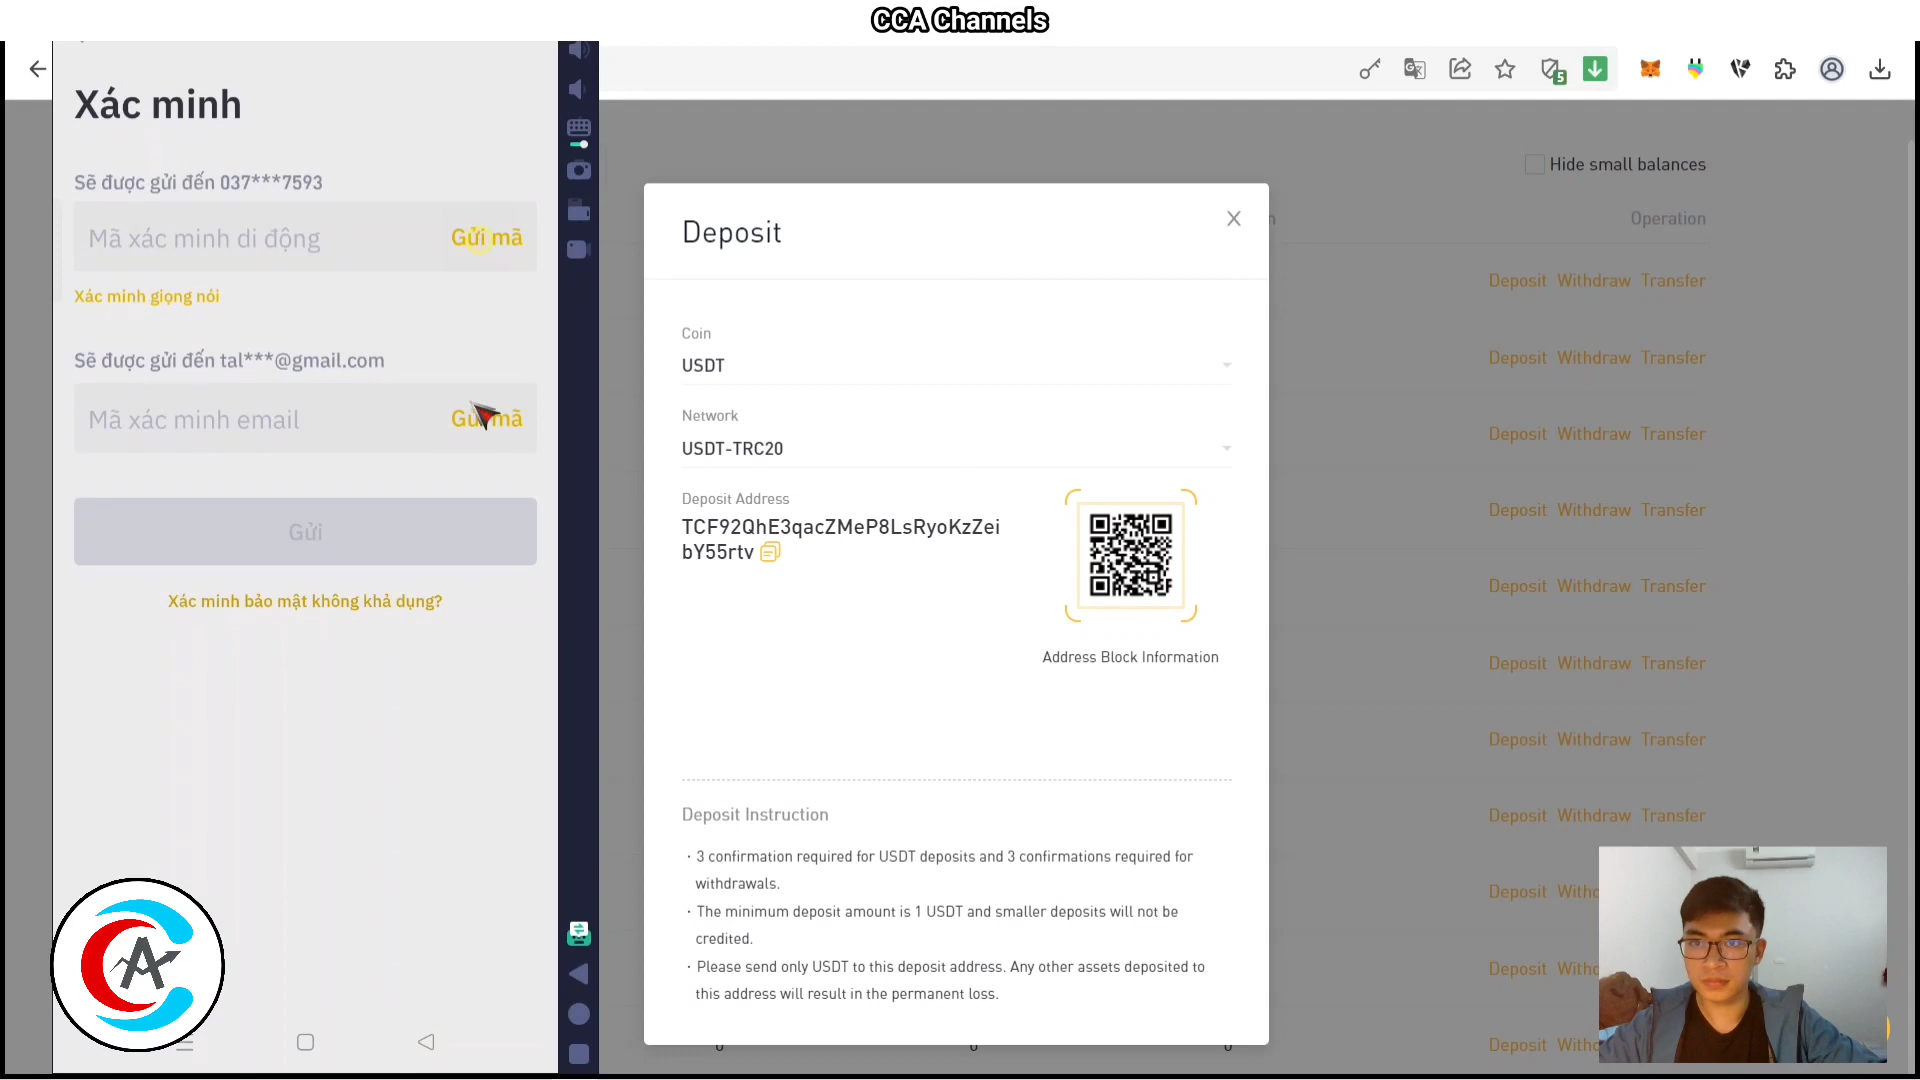 CCA Channels
Xác minh
Sẽ được gửi đến 037***7593
Mã xác minh di động
Gửi mã
Xác minh giọng nói
Sẽ được gửi đến tal***@gmail.com
Mã xác minh email
mã
Gửi
Xác minh bảo mật không khả dụng?
5
Hide small balances
Operation
Deposit Withdraw Transfer
Deposit Withdraw Transfer
Deposit Withdraw Transfer
Deposit Withdraw Transfer
Deposit Withdraw Transfer
Deposit Withdraw Transfer
Deposit Withdraw Transfer
Deposit Withdraw Transfer
Deposit
Deposit
Deposit
Deposit
Coin
USDT
Network
USDT-TRC20
Deposit Address
TCF92QhE3qacZMeP8LsRyoKzZei
bY55rtv
Address Block Information
Deposit Instruction
· 3 confirmation required for USDT deposits and 3 confirmations required for
withdrawals.
· The minimum deposit amount is 1 USDT and smaller deposits will not be
credited.
· Please send only USDT to this deposit address. Any other assets deposited to
this address will result in the permanent loss.
CA